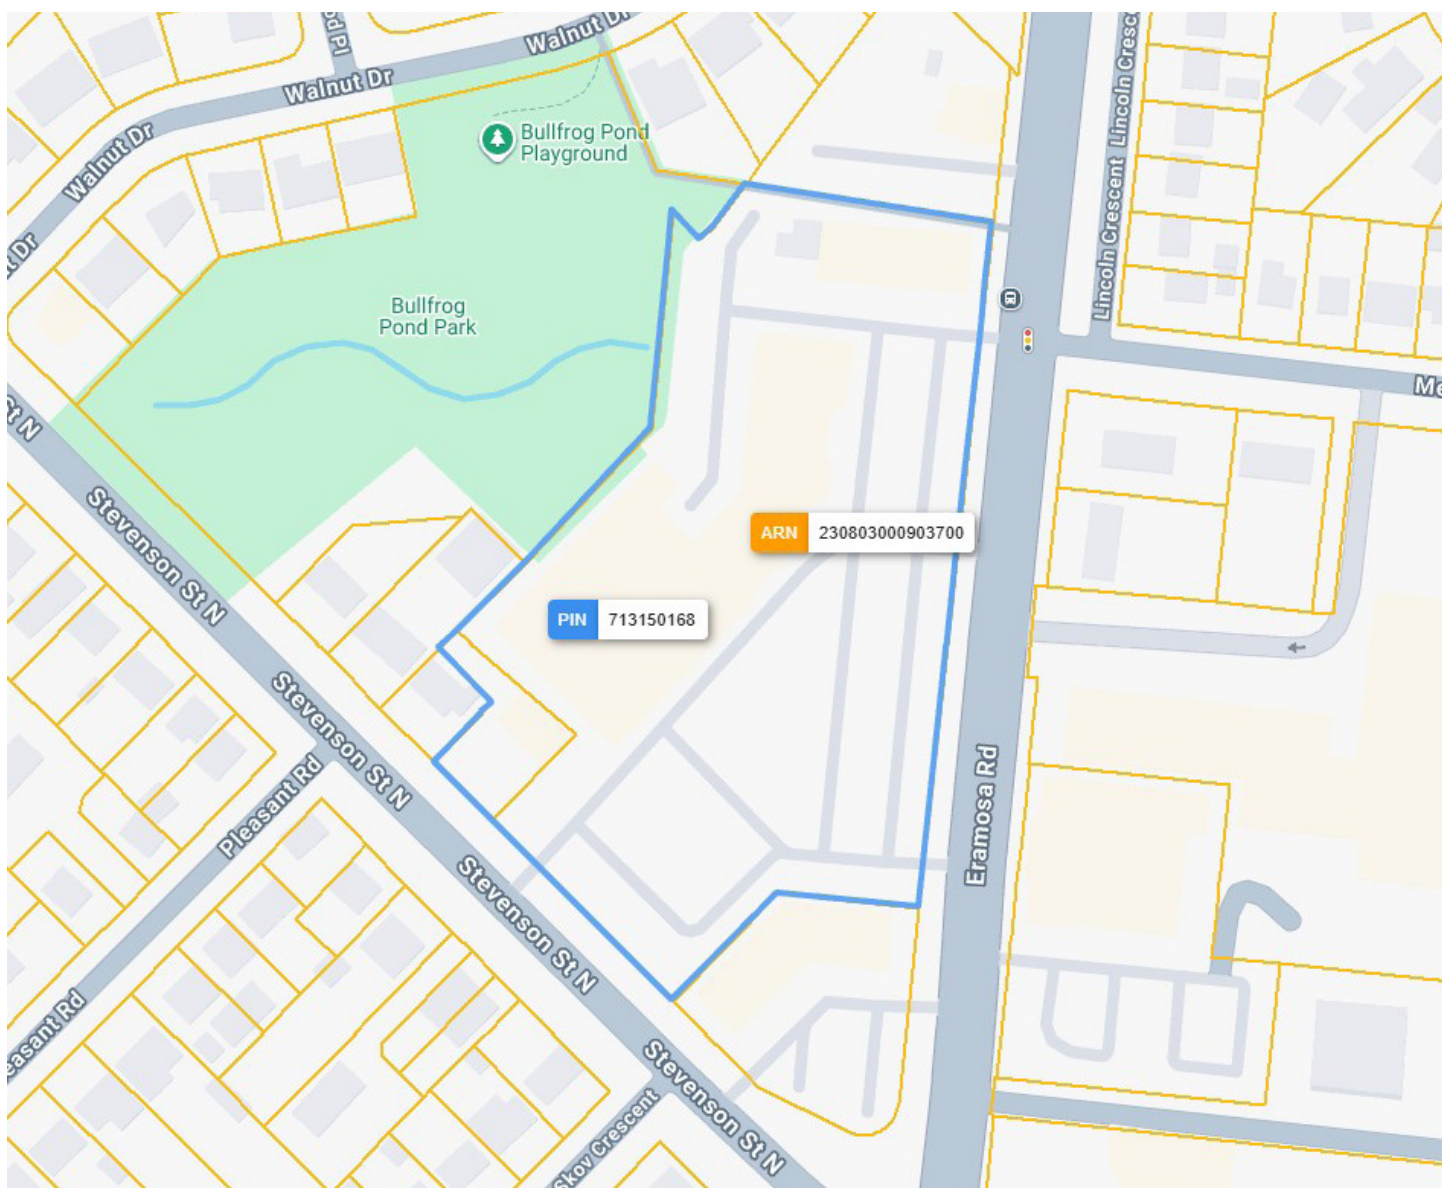 Walnut Dr
Walnut Dr
Walnut Dr
Bullfrog Pond
Playground
Lincoln Crescent
Lincoln Crescent
Bullfrog
Pond Park
Stevenson St N
ARN 230803000903700
PIN 713150168
Stevenson St N
Pleasant Rd
Eramosa Rd
Stevenson St N
Stevenson St N
Skov Crescent